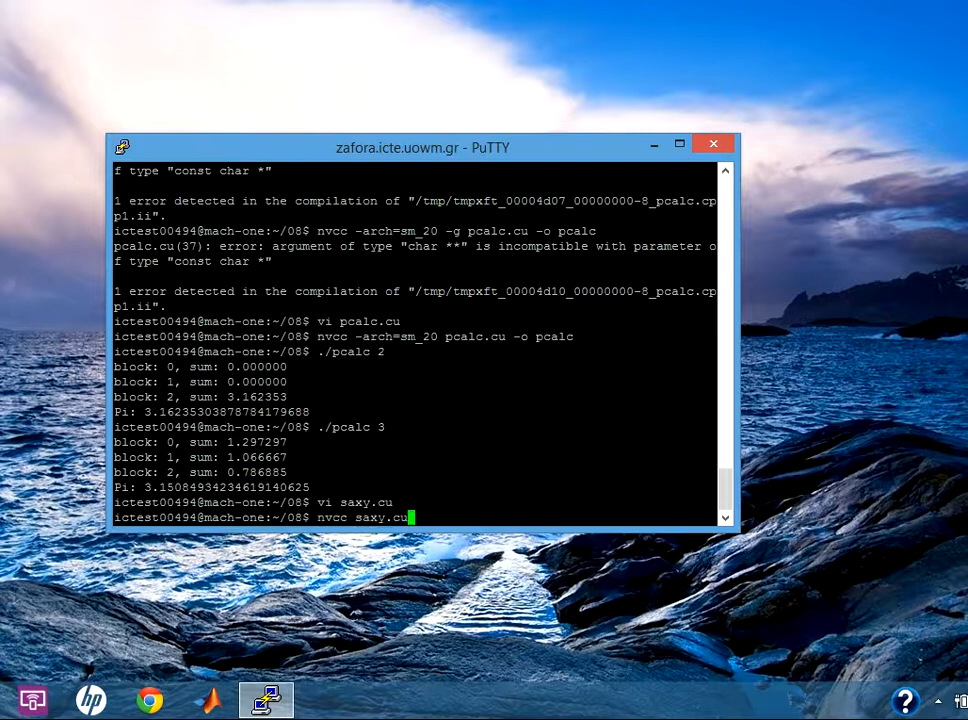 zafora.icte.uowm.gr - PuTTY
f type "const char *"
1 error detected in the compilation of "/tmp/tmpxft_00004d07_00000000-8_pcalc.cp
p1.ii".
ictest00494@mach-one:~/08$ nvcc -arch=sm_20 -g pcalc.cu -o pcalc
pcalc.cu(37): error: argument of type "char **" is incompatible with parameter o
f type "const char *"
1 error detected in the compilation of "/tmp/tmpxft_00004d10_00000000-8_pcalc.cp
p1.ii".
ictest00494@mach-one:~/08$ vi pcalc.cu
ictest00494@mach-one:~/08$ nvcc -arch=sm_20 pcalc.cu -o pcalc
ictest00494@mach-one:~/08$ ./pcalc 2
block: 0, sum: 0.000000
block: 1, sum: 0.000000
block: 2, sum: 3.162353
Pi: 3.16235303878784179688
ictest00494@mach-one:~/08$ ./pcalc 3
block: 0, sum: 1.297297
block: 1, sum: 1.066667
block: 2, sum: 0.786885
Pi: 3.15084934234619140625
ictest00494@mach-one:~/08$ vi saxy.cu
ictest00494@mach-one:~/08$ nvcc saxy.cu
hp
?